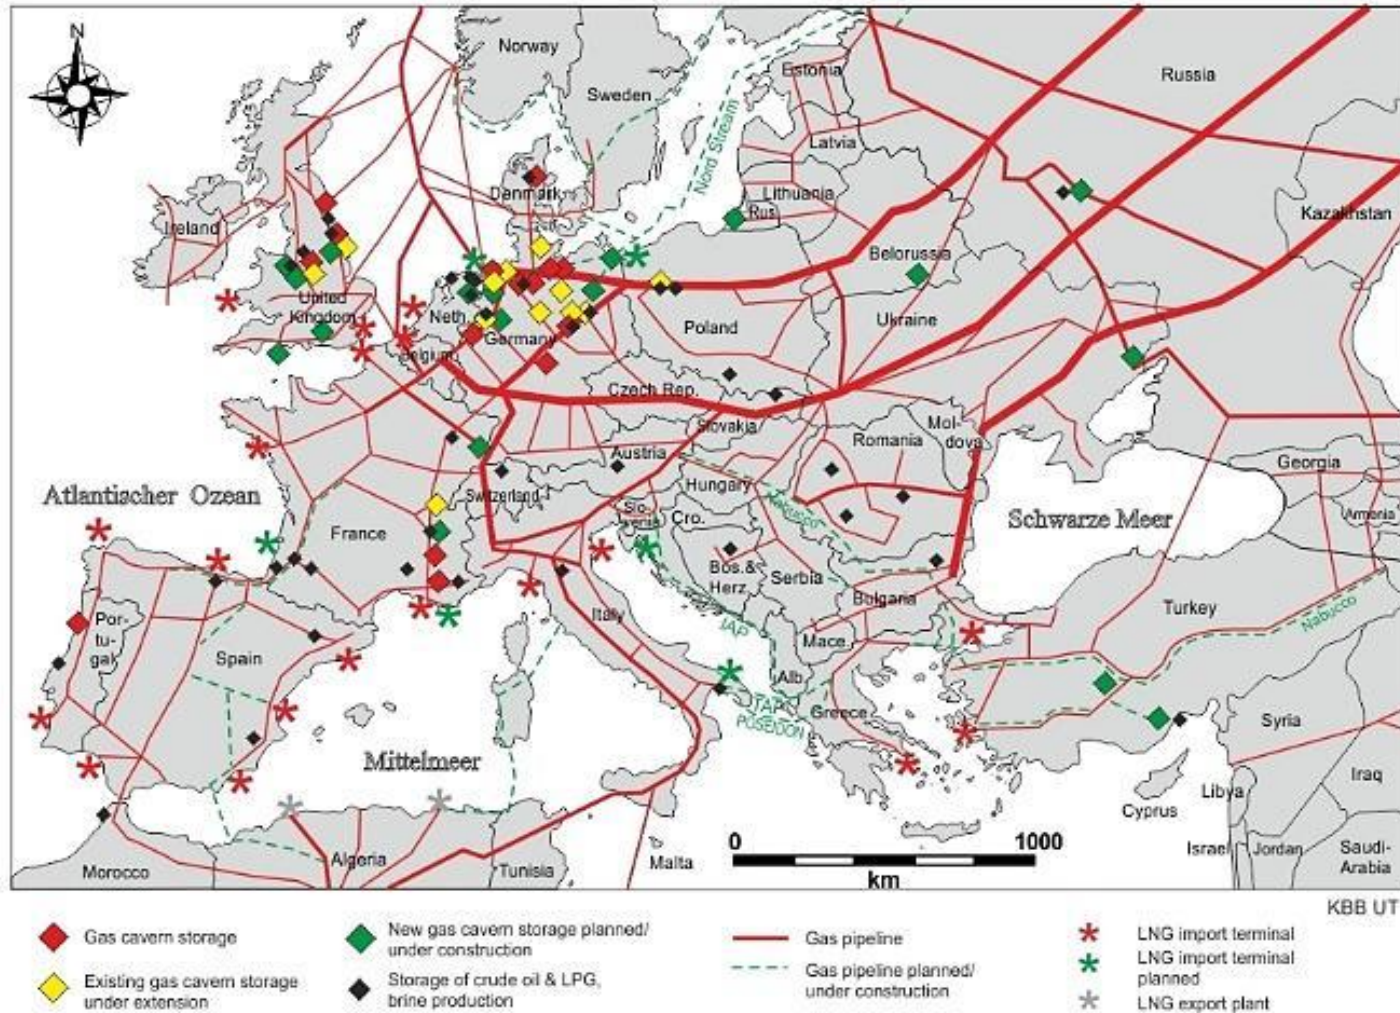 N
Norway
Sweden
Estonia
Russia
Nord Stream
Latvia
Denmark
Lithuania
Rus.
Kazakhstan
Ireland
Belorussia
United
Kingdom
Neth.
Poland
Ukraine
Germany
Belgium
Czech Rep.
Slovakia
Mol-
dova
Romania
Austria
Georgia
Hungary
Switzerland
Atlantischer Ozean
Nabucco
Slo-
venia
Cro.
Schwarze Meer
Armenia
France
Bos.&
Herz.
Serbia
Bulgaria
Italy
Turkey
Nabucco
Por-
tu-
gal
IAP
Mace.
Spain
Alb.
TAP
Greece
POSEIDON
Syria
Mittelmeer
Iraq
Libya
Cyprus
0
1000
km
Israel
Jordan
Saudi-
Arabia
Algeria
Malta
Morocco
Tunisia
KBB UT
Gas cavern storage
Existing gas cavern storage
under extension
New gas cavern storage planned/
under construction
Storage of crude oil & LPG,
brine production
Gas pipeline
Gas pipeline planned/
under construction
LNG import terminal
LNG import terminal
planned
LNG export plant